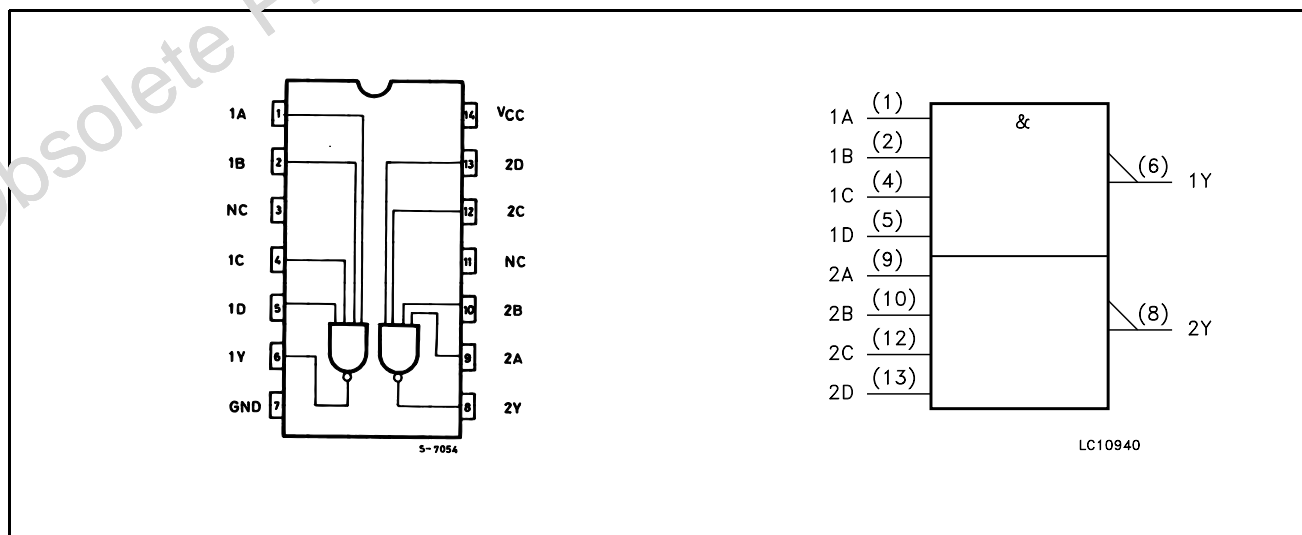 obsolete
1A 1
1B 2
NC 3
1C 4
1D 5
1Y 6
GND 7
14 VCC
13 2D
12 2C
11 NC
10 2B
9 2A
8 2Y
S-7054
&
1A (1)
1B (2)
1C (4)
1D (5)
2A (9)
2B (10)
2C (12)
2D (13)
(6) 1Y
(8) 2Y
LC10940